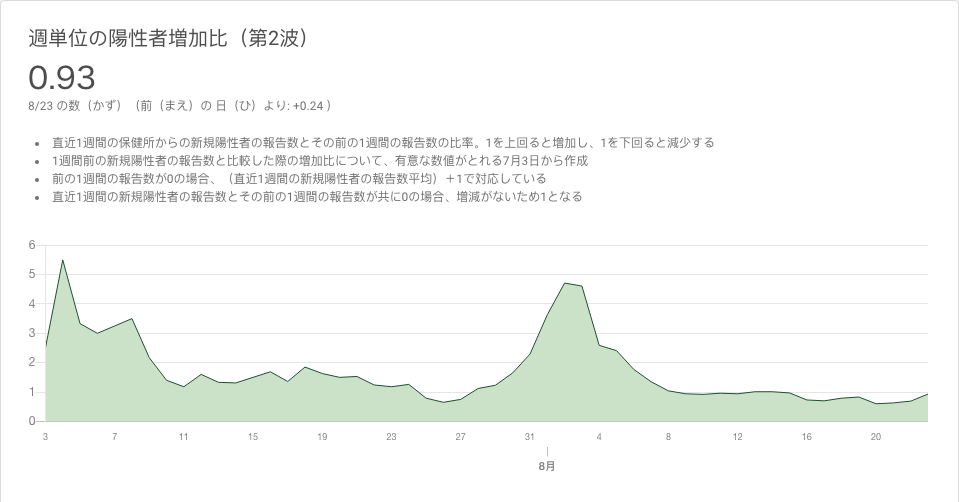 週単位の陽性者増加比（第2波）
0.93
8/23 の数（かず）（前（まえ）の 日（ひ）より: +0.24 ）
• 直近1週間の保健所からの新規陽性者の報告数とその前の1週間の報告数の比率。1を上回ると増加し、1を下回ると減少する
• 1週間前の新規陽性者の報告数と比較した際の増加比について、有意な数値がとれる7月3日から作成
• 前の1週間の報告数が0の場合、（直近1週間の新規陽性者の報告数平均）＋1で対応している
• 直近1週間の新規陽性者の報告数とその前の1週間の報告数が共に0の場合、増減がないため1となる
6
5
4
3
2
1
0
3 7 11 15 19 23 27 31 4 8 12 16 20
8月